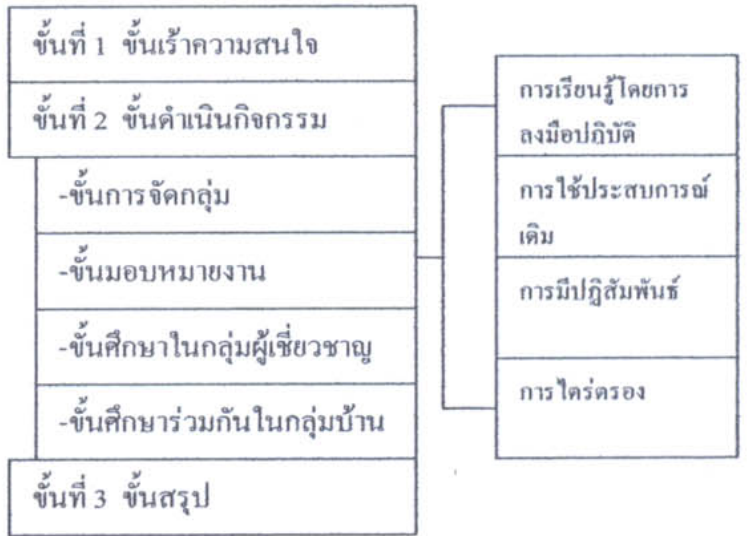 ขั้นที่ 1 ขั้นเร้าความสนใจ
ขั้นที่ 2 ขั้นดำเนินกิจกรรม
-ขั้นการจัดกลุ่ม
-ขั้นมอบหมายงาน
-ขั้นศึกษาในกลุ่มผู้เชี่ยวชาญ
-ขั้นศึกษาร่วมกันในกลุ่มบ้าน
ขั้นที่ 3 ขั้นสรุป
การเรียนรู้โดยการ
ลงมือปฏิบัติ
การใช้ประสบการณ์
เดิม
การมีปฏิสัมพันธ์
การไตร่ตรอง